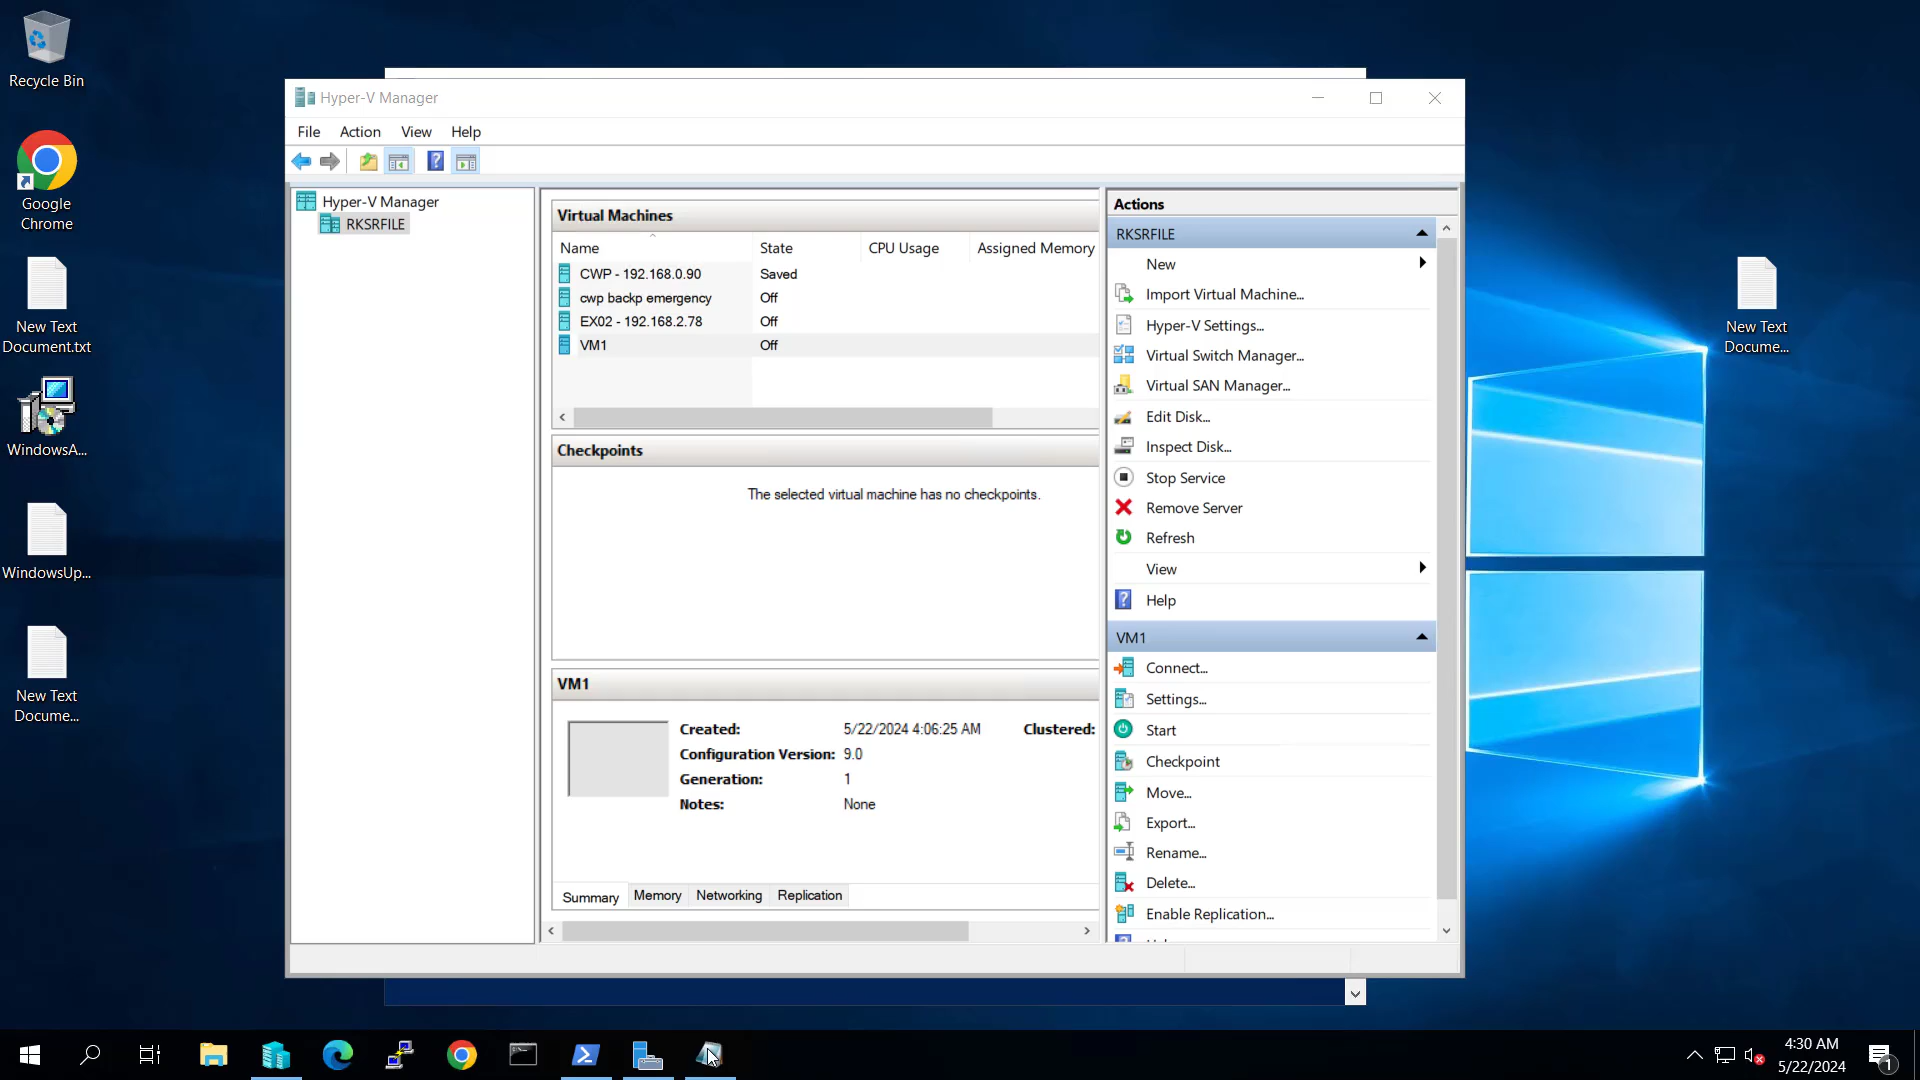 Recycle Bin
Google
Chrome
New Text
Document.txt
WindowsA...
WindowsUp...
New Text
Docume...
Hyper-V Manager
File Action View Help
Hyper-V Manager
RKSRFILE
Virtual Machines
Name State CPU Usage Assigned Memory
CWP - 192.168.0.90 Saved
cwp backp emergency Off
EX02 - 192.168.2.78 Off
VM1 Off
Checkpoints
The selected virtual machine has no checkpoints.
VM1
Created: 5/22/2024 4:06:25 AM Clustered:
Configuration Version: 9.0
Generation: 1
Notes: None
Summary Memory Networking Replication
Actions
RKSRFILE
New
Import Virtual Machine...
Hyper-V Settings...
Virtual Switch Manager...
Virtual SAN Manager...
Edit Disk...
Inspect Disk...
Stop Service
Remove Server
Refresh
View
Help
VM1
Connect...
Settings...
Start
Checkpoint
Move...
Export...
Rename...
Delete...
Enable Replication...
New Text
Docume...
4:30 AM
5/22/2024
1